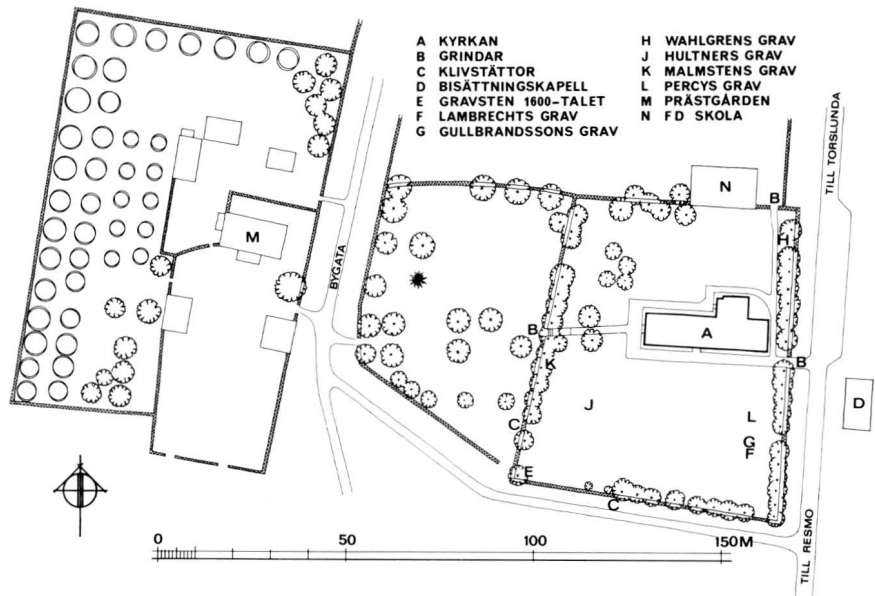 A KYRKAN
B GRINDAR
C KLIVSTÄTTOR
D BISÄTTNINGSKAPELL
E GRAVSTEN 1600-TALET
F LAMBRECHTS GRAV
G GULLBRANDSSONS GRAV
H WAHLGRENS GRAV
J HULTNERS GRAV
K MALMSTENS GRAV
L PERCYS GRAV
M PRÄSTGÅRDEN
N FD SKOLA
TILL TORSLUNDA
N
B
H
M
BYGATA
B
A
K
B
D
J
L
C
G
F
E
C
TILL RESMO
0 50 100 150M